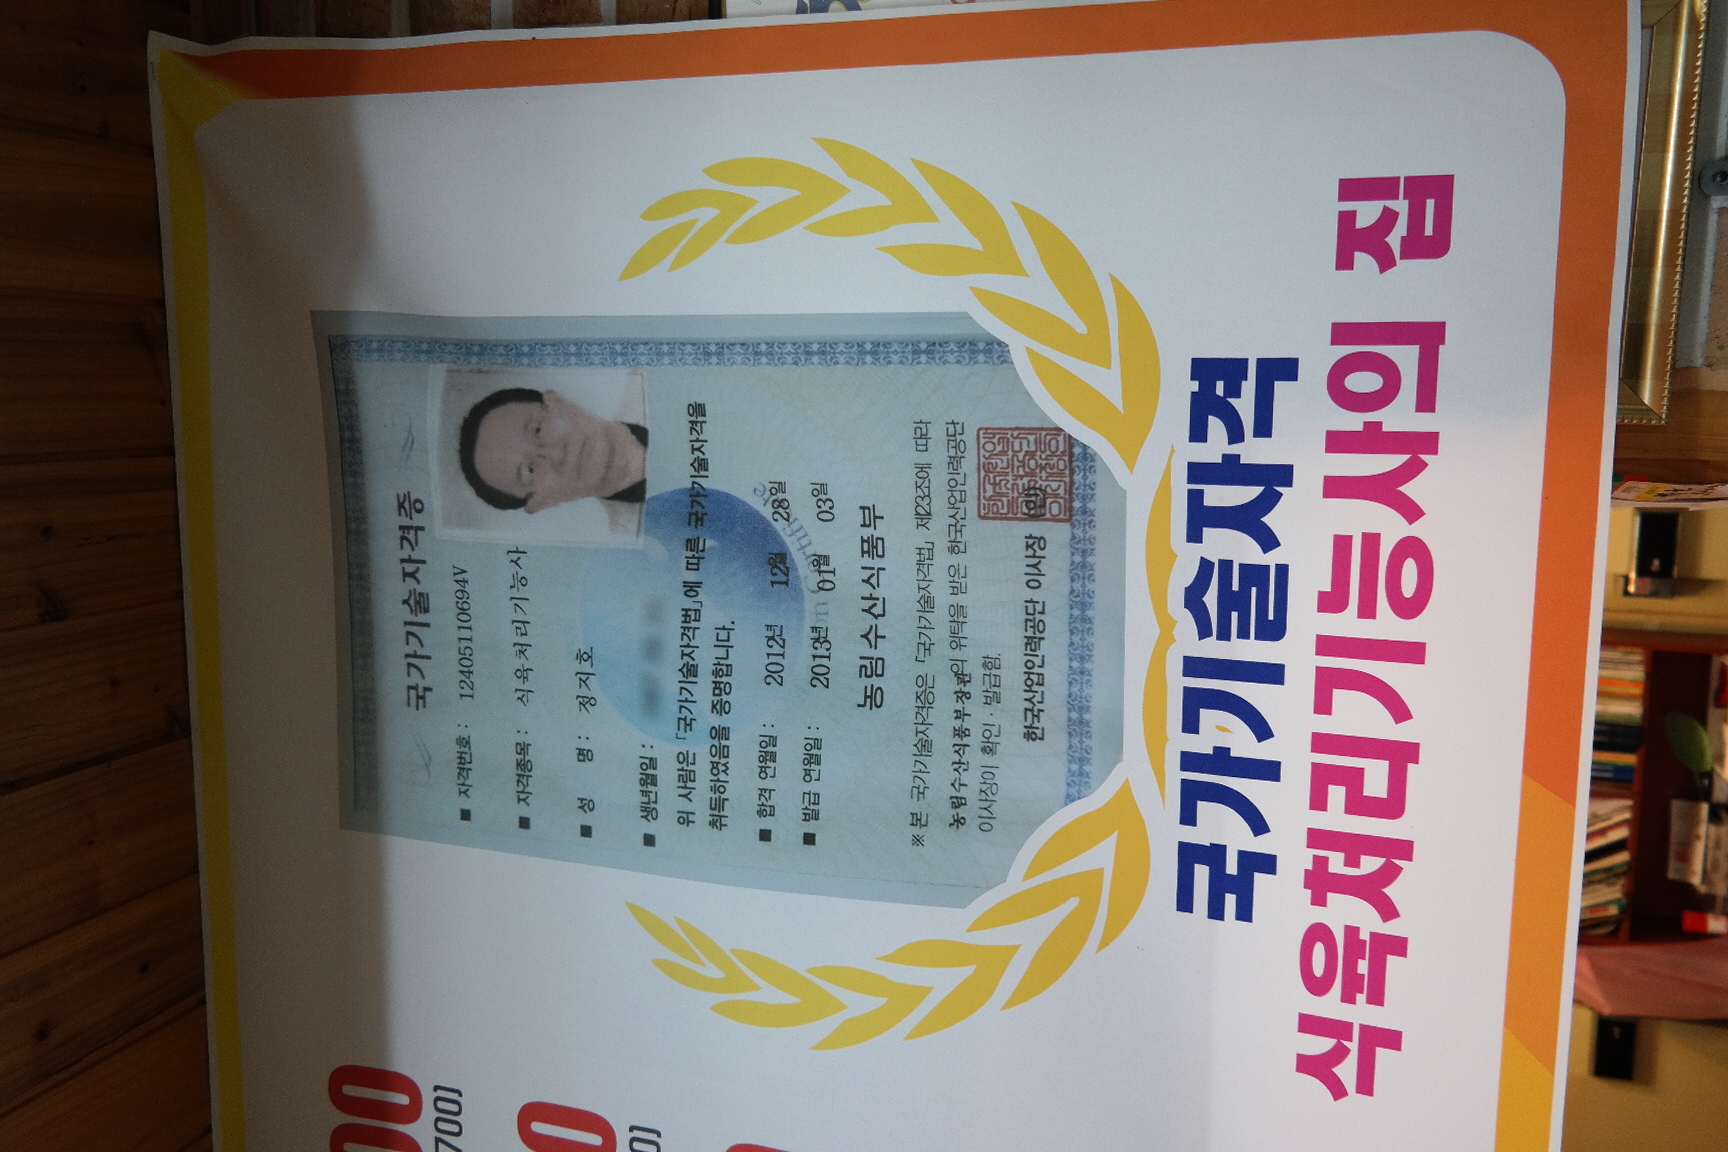 국가기술자격증
■ 자격번호 : 12405110694V
■ 자격종목 : 식육처리기능사
■ 성 명 : 정지호
■ 생년월일 :
위 사람은 「국가기술자격법」에 따른 국가기술자격을
취득하였음을 증명합니다.
■ 합격 연월일 : 2012년 12월 28일
■ 발급 연월일 : 2013년 01월 03일
농림수산식품부
※ 본 국가기술자격증은 「국가기술자격법」 제23조에 따라
농림수산식품부장관의 위탁을 받은 한국산업인력공단
이사장이 확인·발급함.
한국산업인력공단 이사장 (인)
국가기술자격
식육처리기능사의 집
00
700)
0
0)